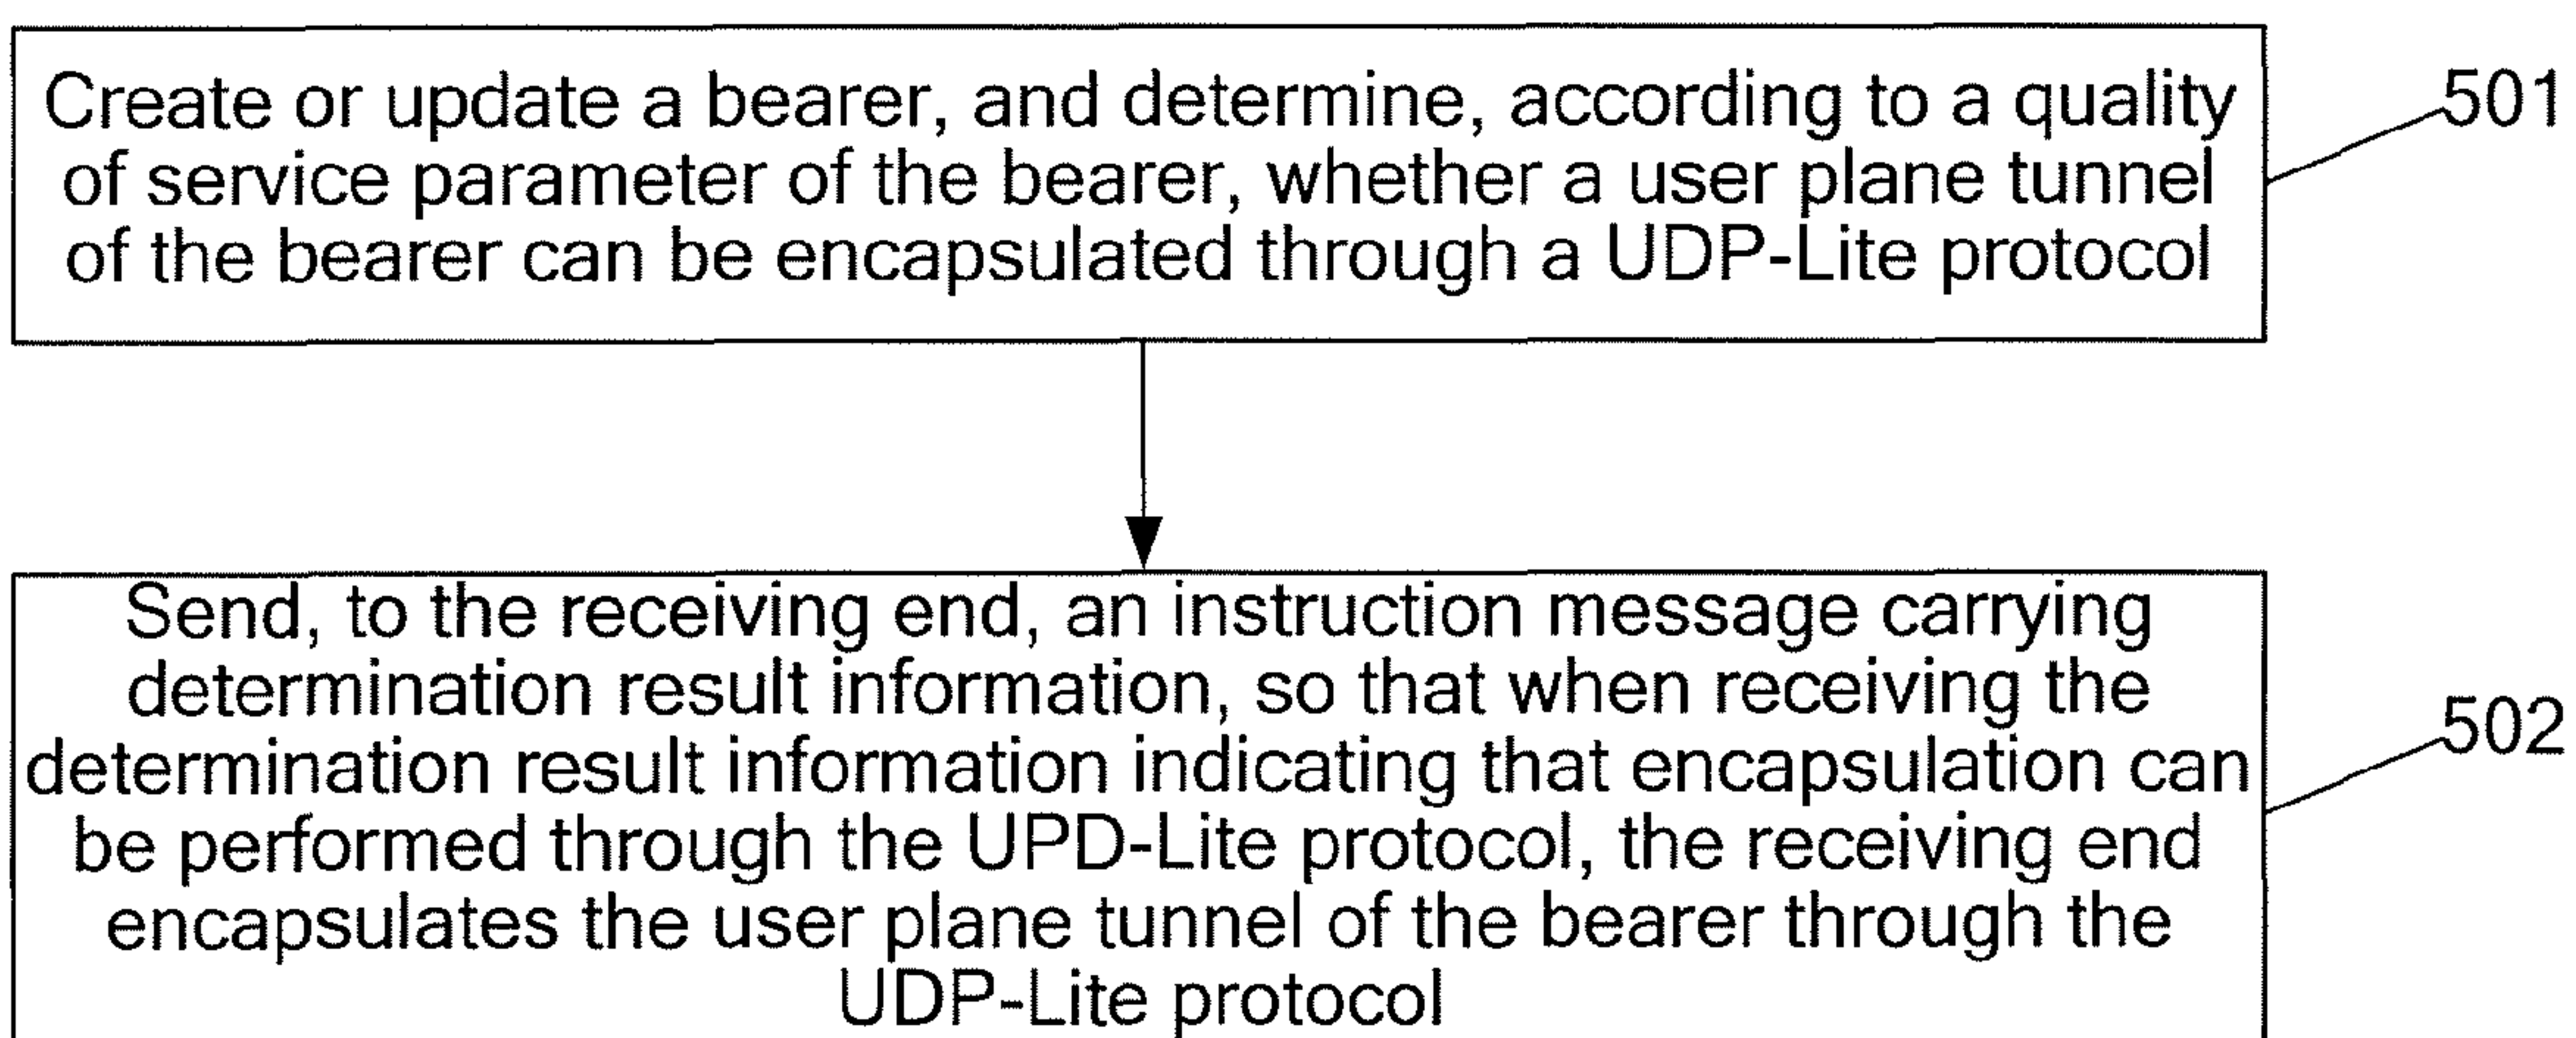 Create or update a bearer, and determine, according to a quality
of service parameter of the bearer, whether a user plane tunnel
of the bearer can be encapsulated through a UDP-Lite protocol
501
Send, to the receiving end, an instruction message carrying
determination result information, so that when receiving the
determination result information indicating that encapsulation can
be performed through the UPD-Lite protocol, the receiving end
encapsulates the user plane tunnel of the bearer through the
UDP-Lite protocol
502